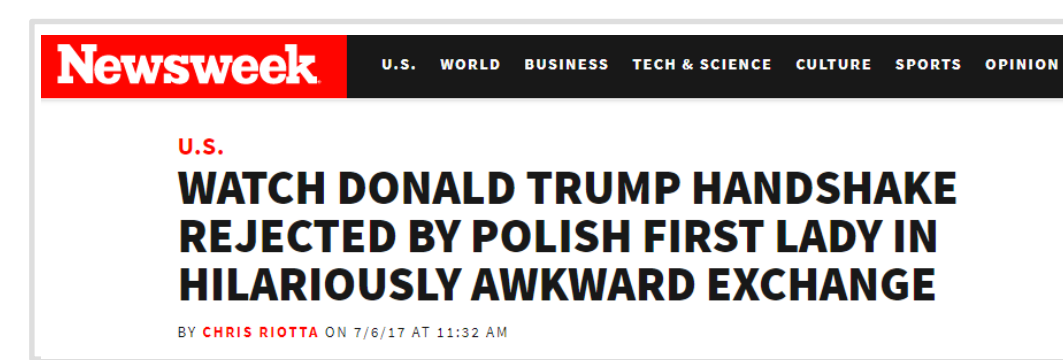 Newsweek U.S. WORLD BUSINESS TECH & SCIENCE CULTURE SPORTS OPINION
U.S.
WATCH DONALD TRUMP HANDSHAKE
REJECTED BY POLISH FIRST LADY IN
HILARIOUSLY AWKWARD EXCHANGE
BY CHRIS RIOTTA ON 7/6/17 AT 11:32 AM